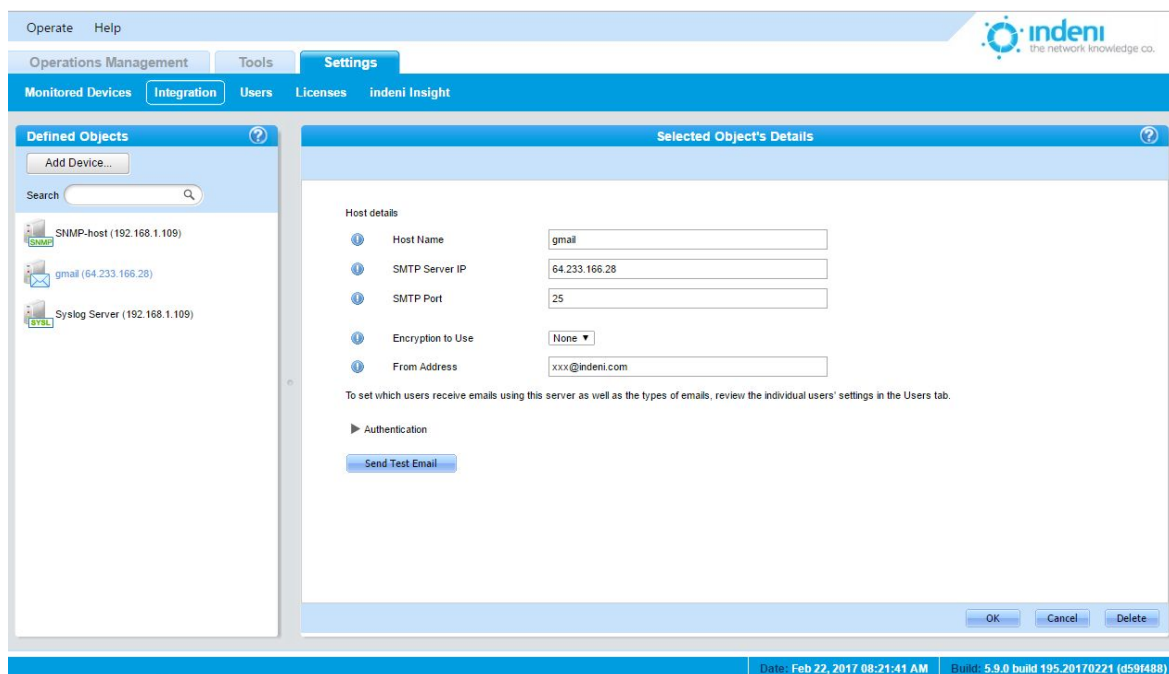 Operate Help
indeni
the network knowledge co.
Operations Management Tools Settings
Monitored Devices Integration Users Licenses indeni Insight
Defined Objects ?
Add Device...
Search
SNMP-host (192.168.1.109)
SNMP
gmail (64.233.166.28)
Syslog Server (192.168.1.109)
SYSL
Selected Object's Details ?
Host details
Host Name gmail
SMTP Server IP 64.233.166.28
SMTP Port 25
Encryption to Use None
From Address xxx@indeni.com
To set which users receive emails using this server as well as the types of emails, review the individual users' settings in the Users tab.
Authentication
Send Test Email
OK Cancel Delete
Date: Feb 22, 2017 08:21:41 AM Build: 5.9.0 build 195.20170221 (d59f488)